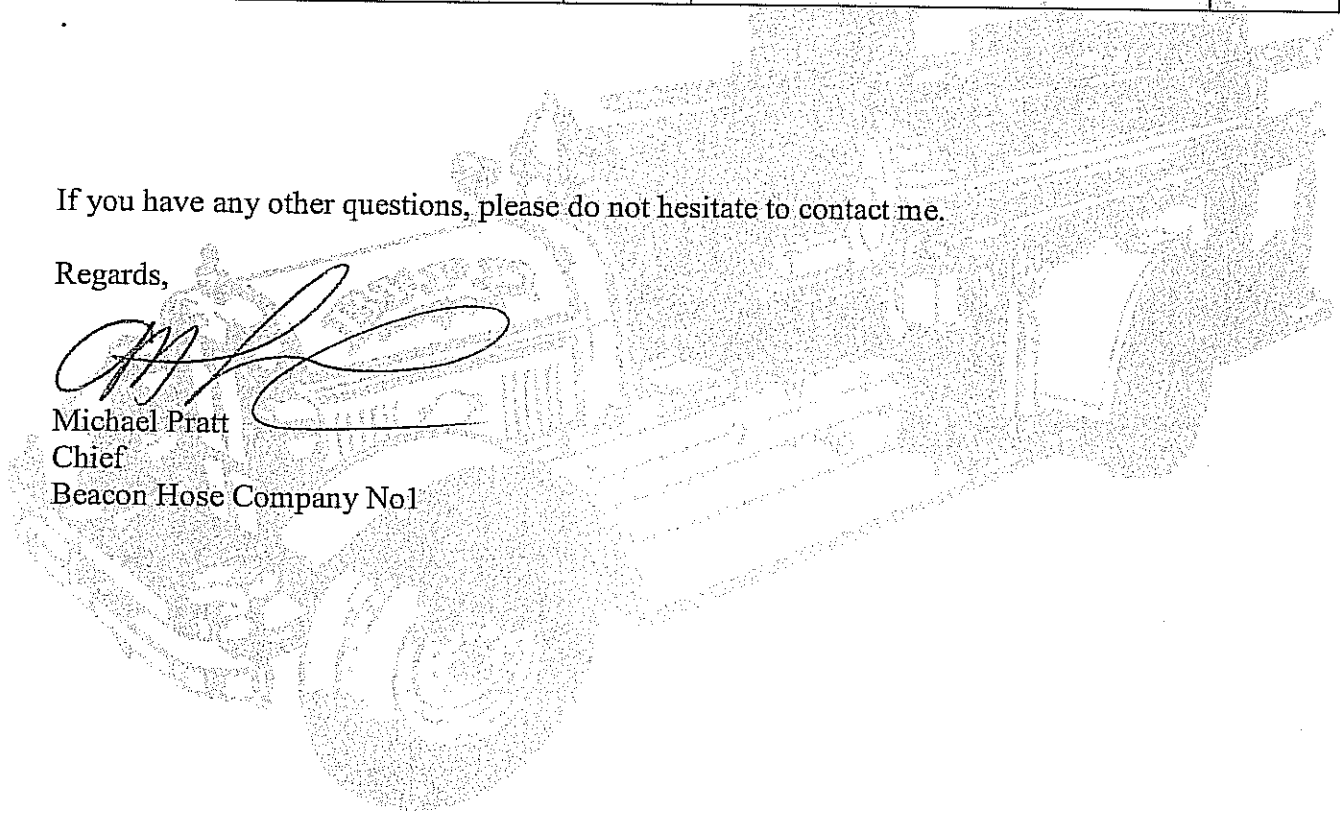 If you have any other questions, please do not hesitate to contact me.
Regards,
Michael Pratt
Chief
Beacon Hose Company No1